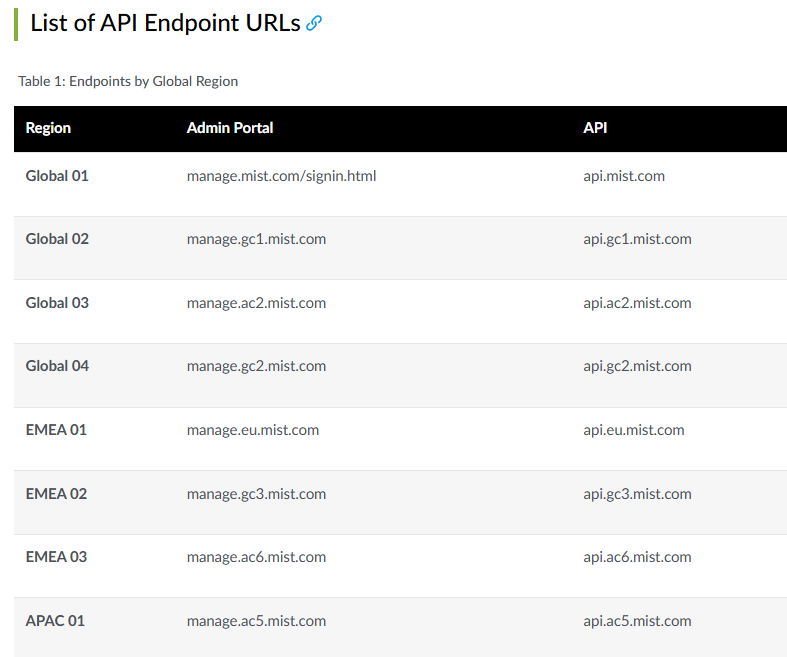 List of API Endpoint URLs
Table 1: Endpoints by Global Region
Region Admin Portal API
Global 01 manage.mist.com/signin.html api.mist.com
Global 02 manage.gc1.mist.com api.gc1.mist.com
Global 03 manage.ac2.mist.com api.ac2.mist.com
Global 04 manage.gc2.mist.com api.gc2.mist.com
EMEA 01 manage.eu.mist.com api.eu.mist.com
EMEA 02 manage.gc3.mist.com api.gc3.mist.com
EMEA 03 manage.ac6.mist.com api.ac6.mist.com
APAC 01 manage.ac5.mist.com api.ac5.mist.com